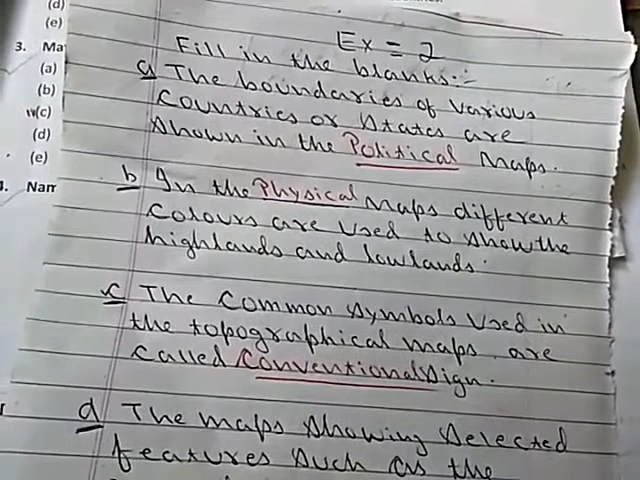 (d)
(e)
3. Ma
(a)
(b)
(c)
(d)
(e)
4. Nam
Ex = 2
Fill in the blanks:-
a The boundaries of various
countries or states are
shown in the Political maps.
b In the Physical maps different
colours are used to show the
highlands and lowlands.
c The common symbols used in
the topographical maps are
called Conventional sign.
d The maps showing selected
features such as the